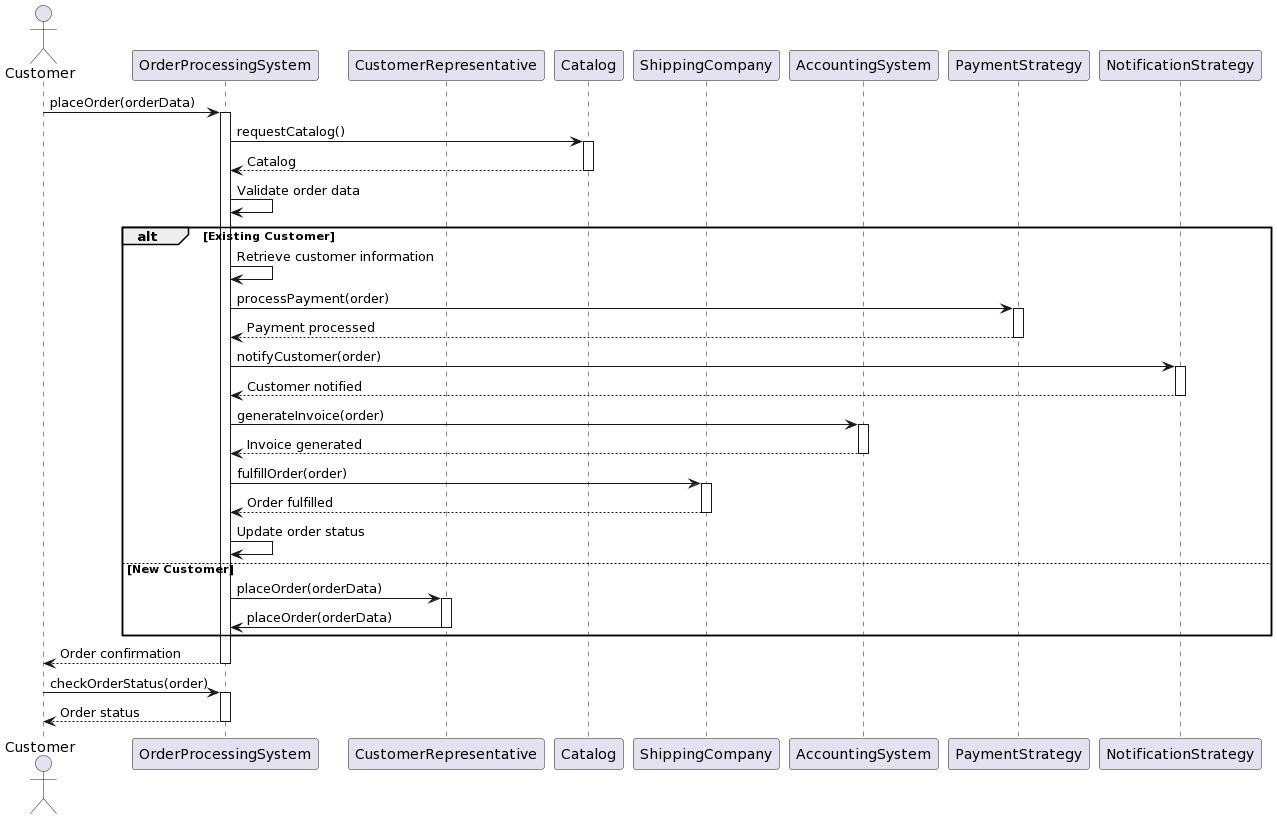 Customer
OrderProcessingSystem
CustomerRepresentative
Catalog
ShippingCompany
AccountingSystem
PaymentStrategy
NotificationStrategy
placeOrder(orderData)
requestCatalog()
Catalog
Validate order data
alt
[Existing Customer]
Retrieve customer information
processPayment(order)
Payment processed
notifyCustomer(order)
Customer notified
generateInvoice(order)
Invoice generated
fulfillOrder(order)
Order fulfilled
Update order status
[New Customer]
placeOrder(orderData)
placeOrder(orderData)
Order confirmation
checkOrderStatus(order)
Order status
Customer
OrderProcessingSystem
CustomerRepresentative
Catalog
ShippingCompany
AccountingSystem
PaymentStrategy
NotificationStrategy